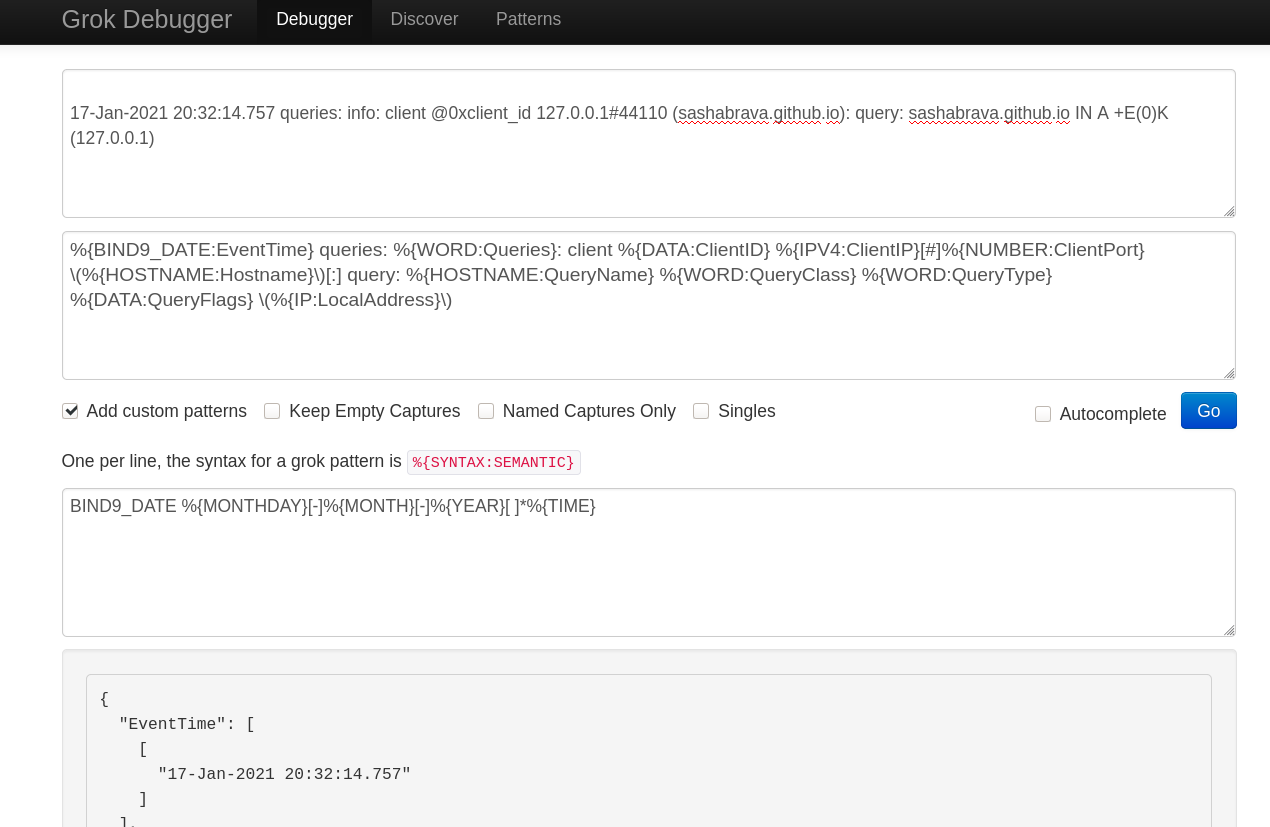 Grok Debugger Debugger Discover Patterns
17-Jan-2021 20:32:14.757 queries: info: client @0xclient_id 127.0.0.1#44110 (sashabrava.github.io): query: sashabrava.github.io IN A +E(0)K
(127.0.0.1)
%{BIND9_DATE:EventTime} queries: %{WORD:Queries}: client %{DATA:ClientID} %{IPV4:ClientIP}[#]%{NUMBER:ClientPort}
\(%{HOSTNAME:Hostname}\)[:] query: %{HOSTNAME:QueryName} %{WORD:QueryClass} %{WORD:QueryType}
%{DATA:QueryFlags} \(%{IP:LocalAddress}\)
Add custom patterns Keep Empty Captures Named Captures Only Singles Autocomplete Go
One per line, the syntax for a grok pattern is %{SYNTAX:SEMANTIC}
BIND9_DATE %{MONTHDAY}[-]%{MONTH}[-]%{YEAR}[ ]*%{TIME}
{
"EventTime": [
[
"17-Jan-2021 20:32:14.757"
]
],